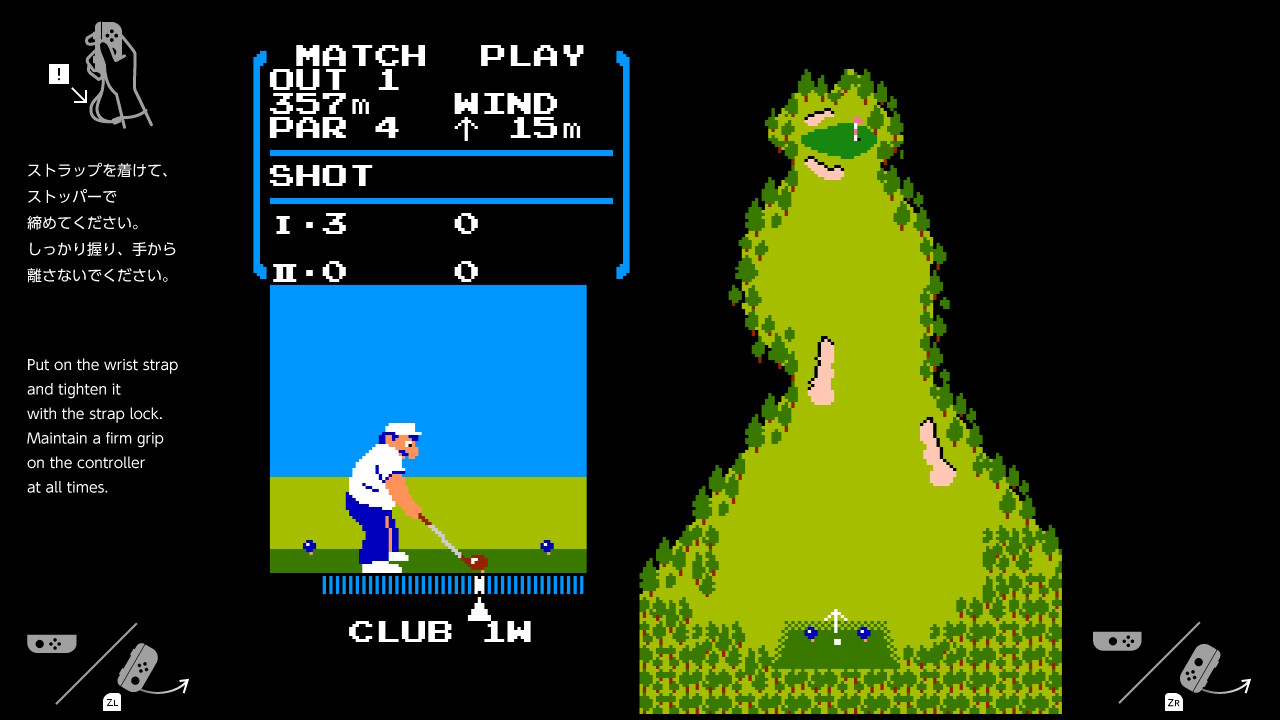 !
ストラップを着けて、
ストッパーで
締めてください。
しっかり握り、手から
離さないでください。
Put on the wrist strap
and tighten it
with the strap lock.
Maintain a firm grip
on the controller
at all times.
ZL
MATCH PLAY
OUT 1
357m WIND
PAR 4 ↑ 15m
SHOT
I·3 0
II·0 0
CLUB 1W
ZR